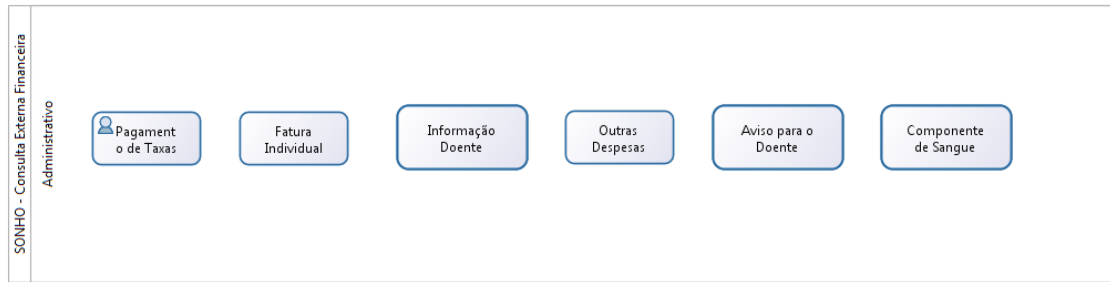 SONHO - Consulta Externa Financeira
Administrativo
Pagament
o de Taxas
Fatura
Individual
Informação
Doente
Outras
Despesas
Aviso para o
Doente
Componente
de Sangue